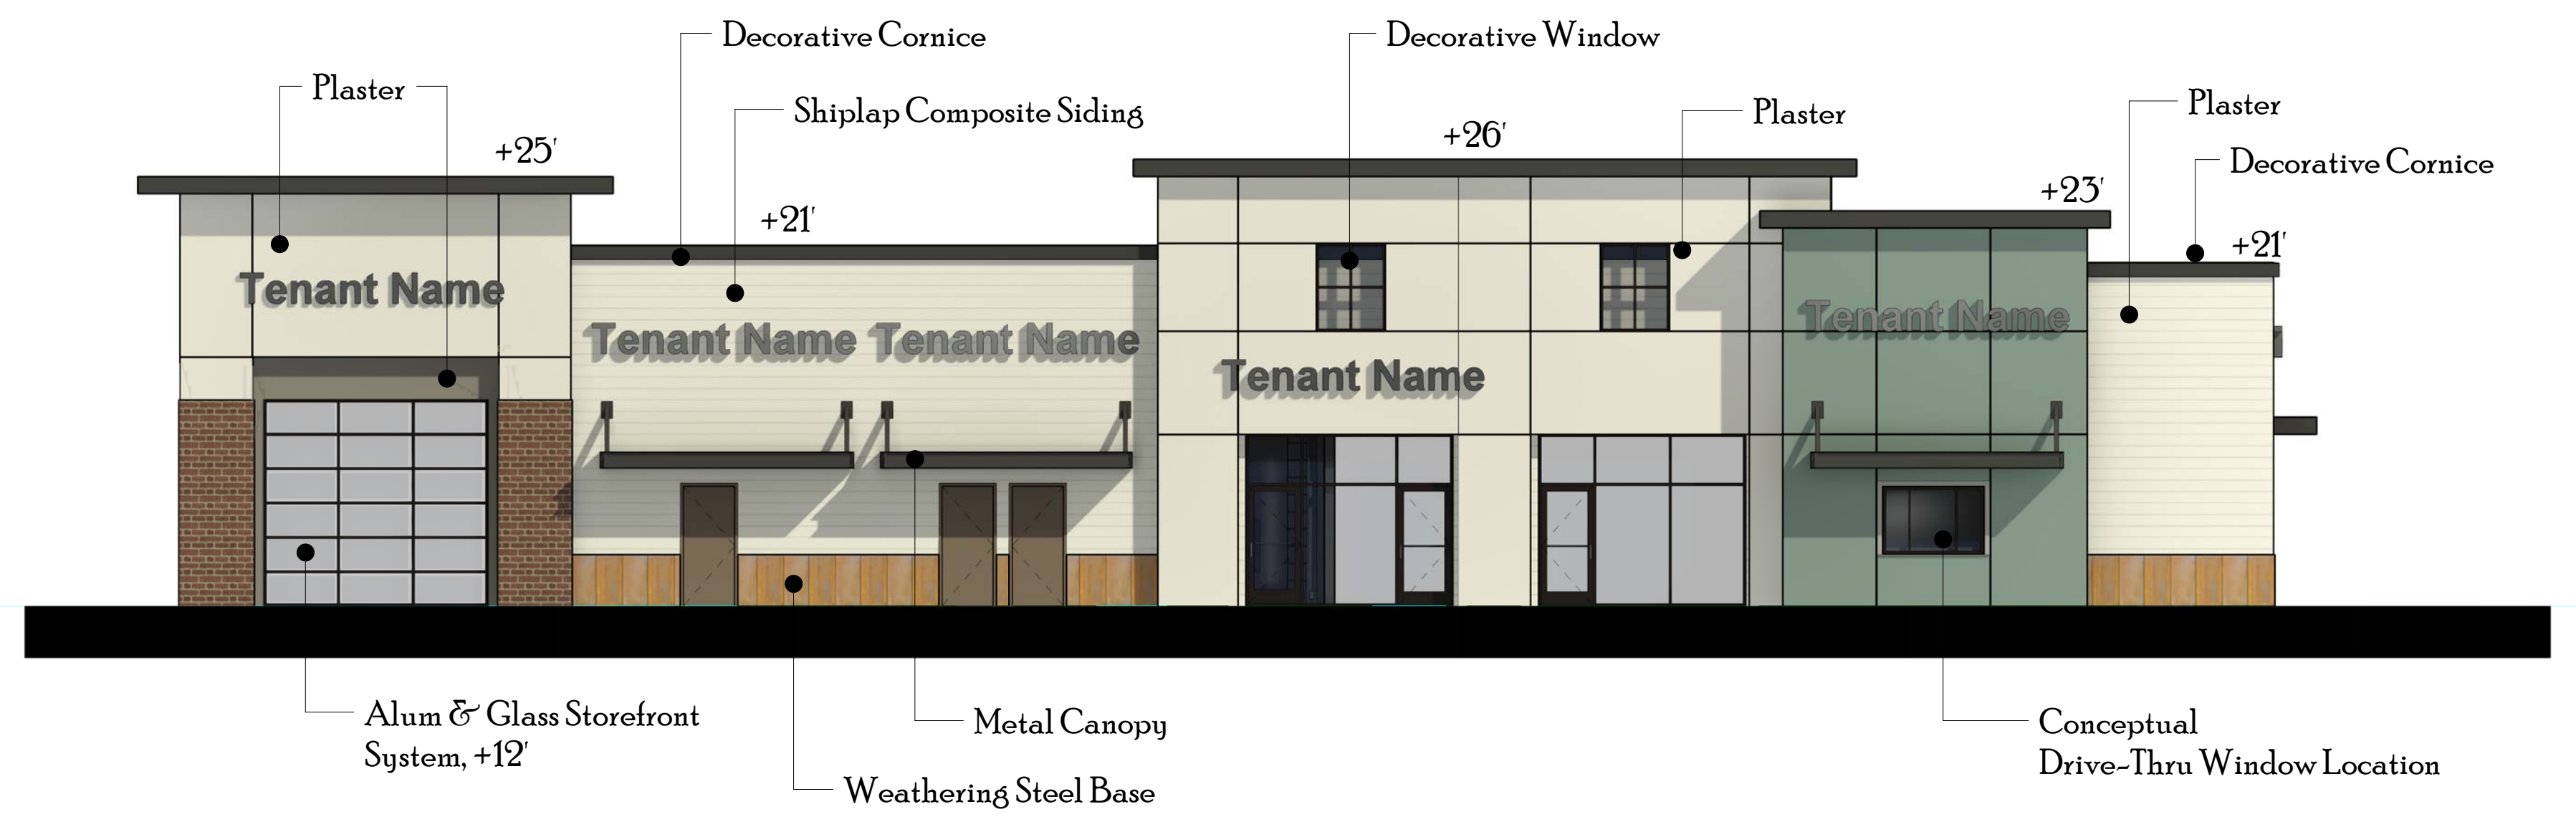 Decorative Cornice
Decorative Window
Plaster
Shiplap Composite Siding
Plaster
Plaster
+25'
+26'
Decorative Cornice
+21'
+23'
+21'
Tenant Name
Tenant Name
Tenant Name
Tenant Name
Tenant Name
Alum & Glass Storefront
System, +12'
Metal Canopy
Conceptual
Drive-Thru Window Location
Weathering Steel Base